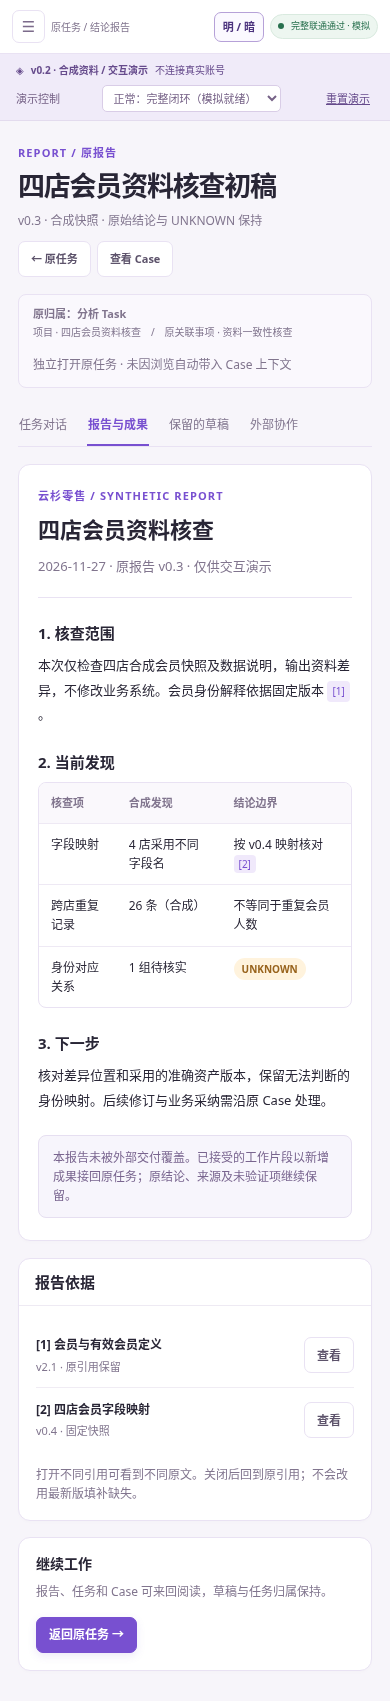 ☰ 原任务 / 结论报告 明 / 暗 ● 完整联通通过 · 模拟
◈ v0.2 · 合成资料 / 交互演示 不连接真实账号
演示控制 正常：完整闭环（模拟就绪） 重置演示
REPORT / 原报告
四店会员资料核查初稿
v0.3 · 合成快照 · 原始结论与 UNKNOWN 保持
← 原任务 查看 Case
原归属：分析 Task
项目 · 四店会员资料核查 / 原关联事项 · 资料一致性核查
独立打开原任务 · 未因浏览自动带入 Case 上下文
任务对话 报告与成果 保留的草稿 外部协作
云杉零售 / SYNTHETIC REPORT
四店会员资料核查
2026-11-27 · 原报告 v0.3 · 仅供交互演示
1. 核查范围
本次仅检查四店合成会员快照及数据说明，输出资料差
异，不修改业务系统。会员身份解释依据固定版本 [1]
。
2. 当前发现
核查项 合成发现 结论边界
字段映射 4 店采用不同 按 v0.4 映射核对
字段名 [2]
跨店重复 26 条（合成） 不等同于重复会员
记录 人数
身份对应 1 组待核实 UNKNOWN
关系
3. 下一步
核对差异位置和采用的准确资产版本，保留无法判断的
身份映射。后续修订与业务采纳需沿原 Case 处理。
本报告未被外部交付覆盖。已接受的工作片段以新增
成果接回原任务；原结论、来源及未验证项继续保
留。
报告依据
[1] 会员与有效会员定义
v2.1 · 原引用保留
查看
[2] 四店会员字段映射
v0.4 · 固定快照
查看
打开不同引用可看到不同原文。关闭后回到原引用；不会改
用最新版填补缺失。
继续工作
报告、任务和 Case 可来回阅读，草稿与任务归属保持。
返回原任务 →